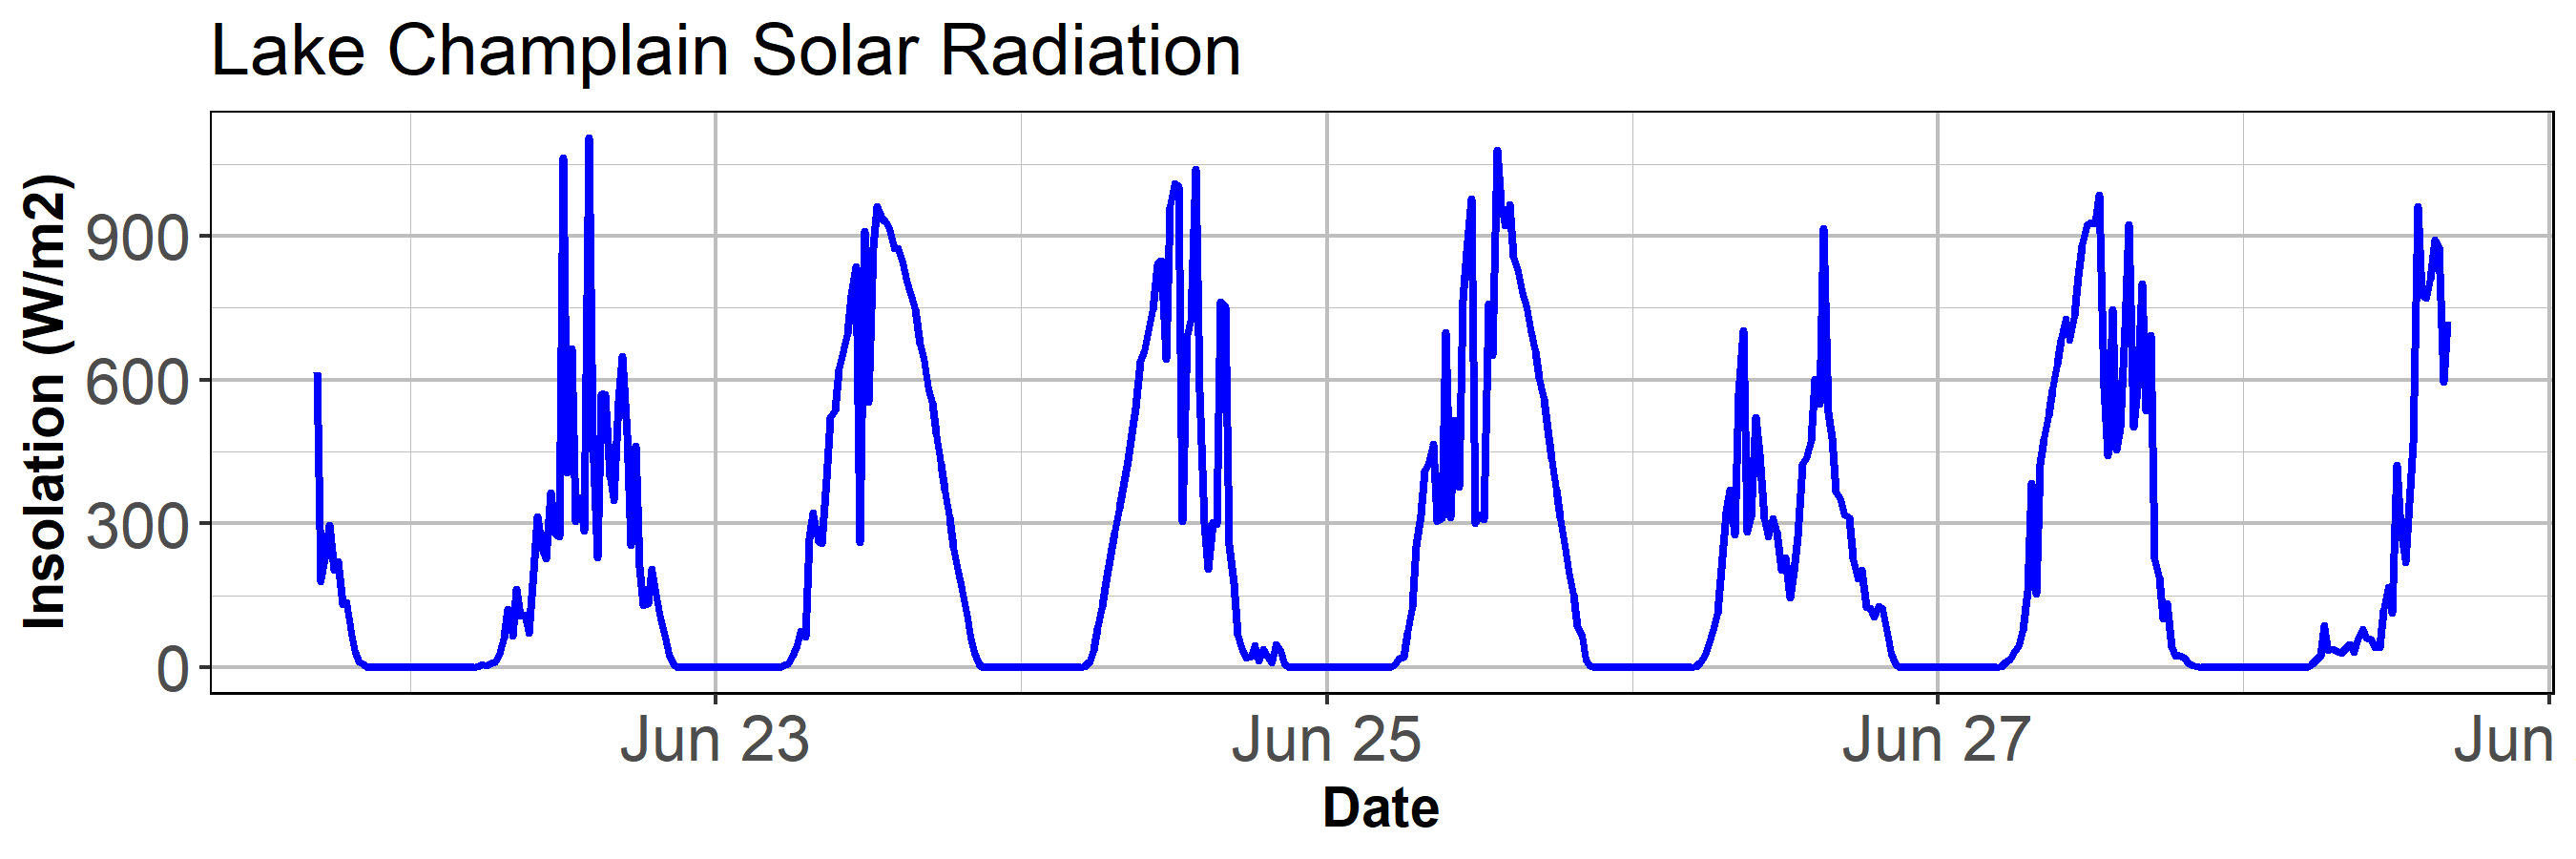 Lake Champlain Solar Radiation
Insolation (W/m2)
900
600
300
0
Jun 23
Jun 25
Jun 27
Jun
Date